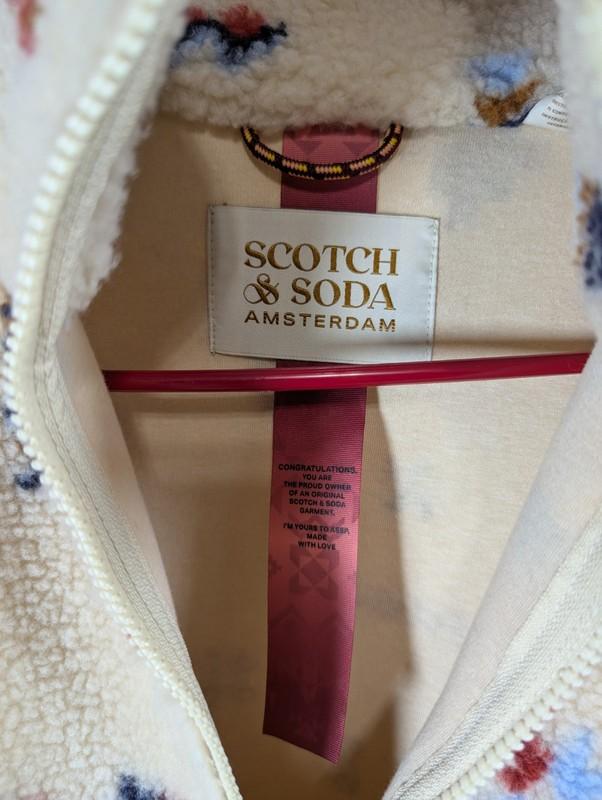 SCOTCH
& SODA
AMSTERDAM
CONGRATULATIONS,
YOU ARE
THE PROUD OWNER
OF AN ORIGINAL
SCOTCH & SODA
GARMENT.
I'M YOURS TO KEEP,
MADE
WITH LOVE